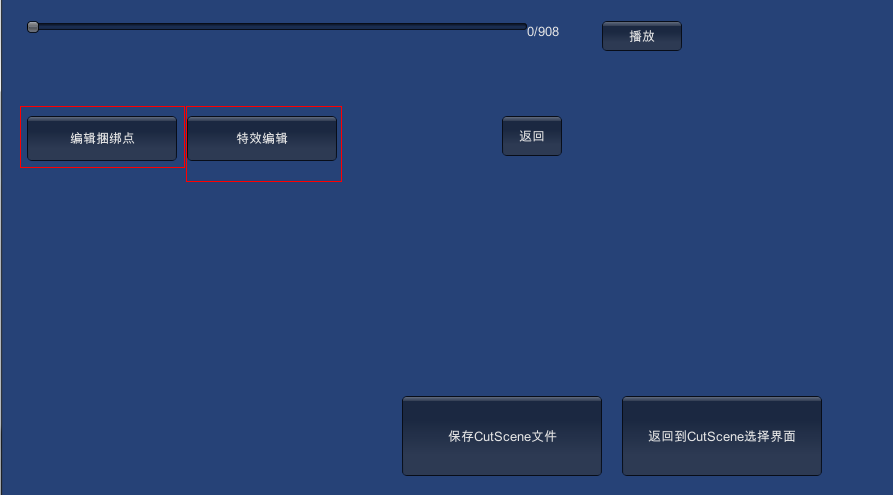 0/908
播放
编辑捆绑点
特效编辑
返回
保存CutScene文件
返回到CutScene选择界面